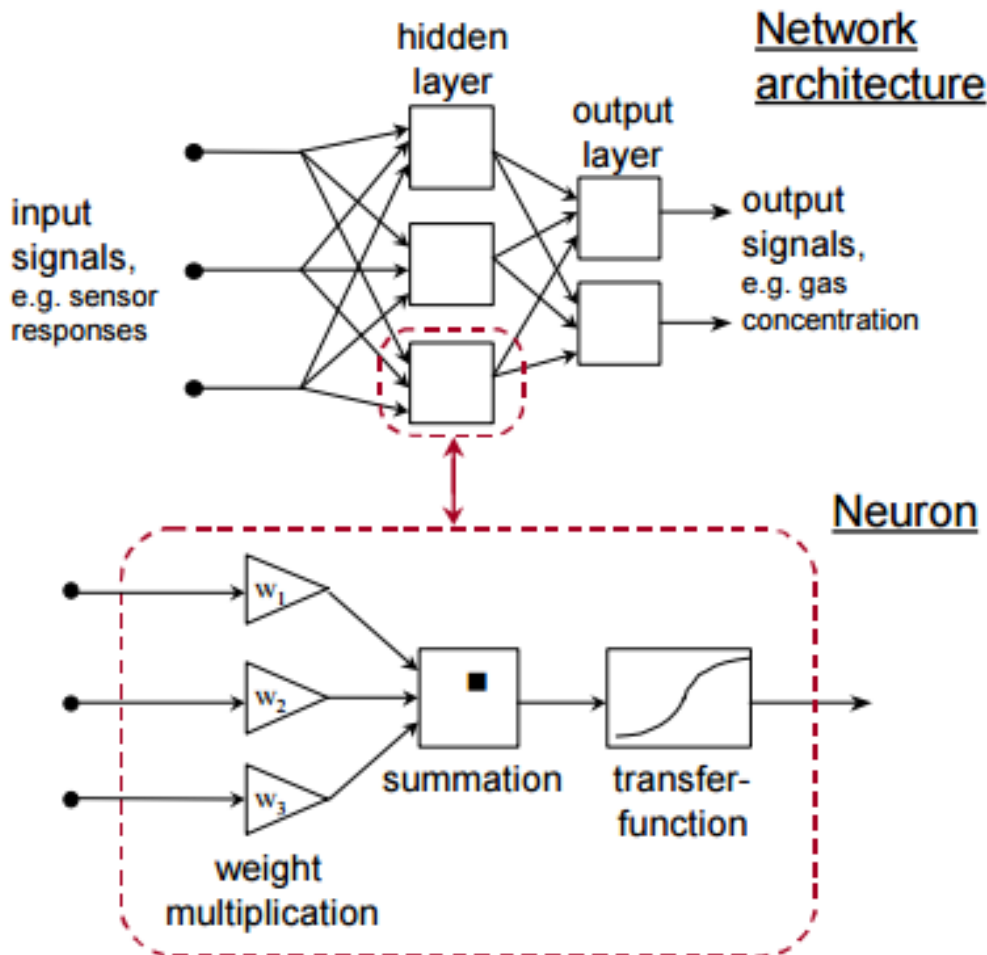 Network
architecture
hidden
layer
output
layer
input
signals,
e.g. sensor
responses
output
signals,
e.g. gas
concentration
Neuron
w1
w2
w3
summation
transfer-
function
weight
multiplication